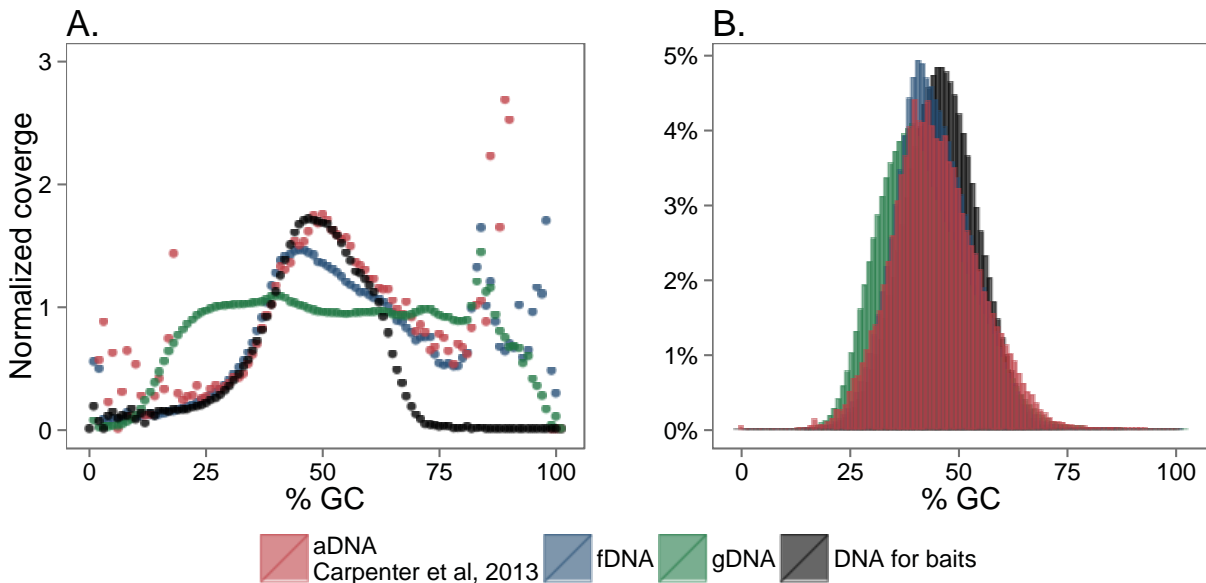 A.
B.
3
2
1
0
Normalized coverge
0 25 50 75 100
% GC
5%
4%
3%
2%
1%
0%
0 25 50 75 100
% GC
aDNA
Carpenter et al, 2013
fDNA
gDNA
DNA for baits